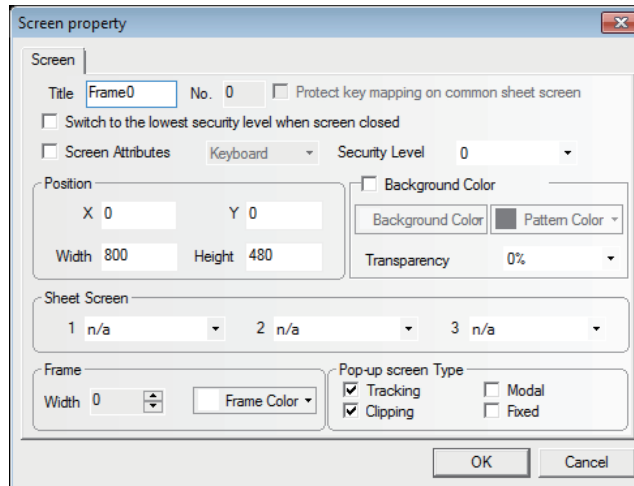 Screen property
Screen
Title Frame0 No. 0 Protect key mapping on common sheet screen
Switch to the lowest security level when screen closed
Screen Attributes Keyboard Security Level 0
Position Background Color
X 0 Y 0 Background Color Pattern Color
Width 800 Height 480 Transparency 0%
Sheet Screen
1 n/a 2 n/a 3 n/a
Frame Pop-up screen Type
Width 0 Frame Color Tracking Modal
Clipping Fixed
OK Cancel